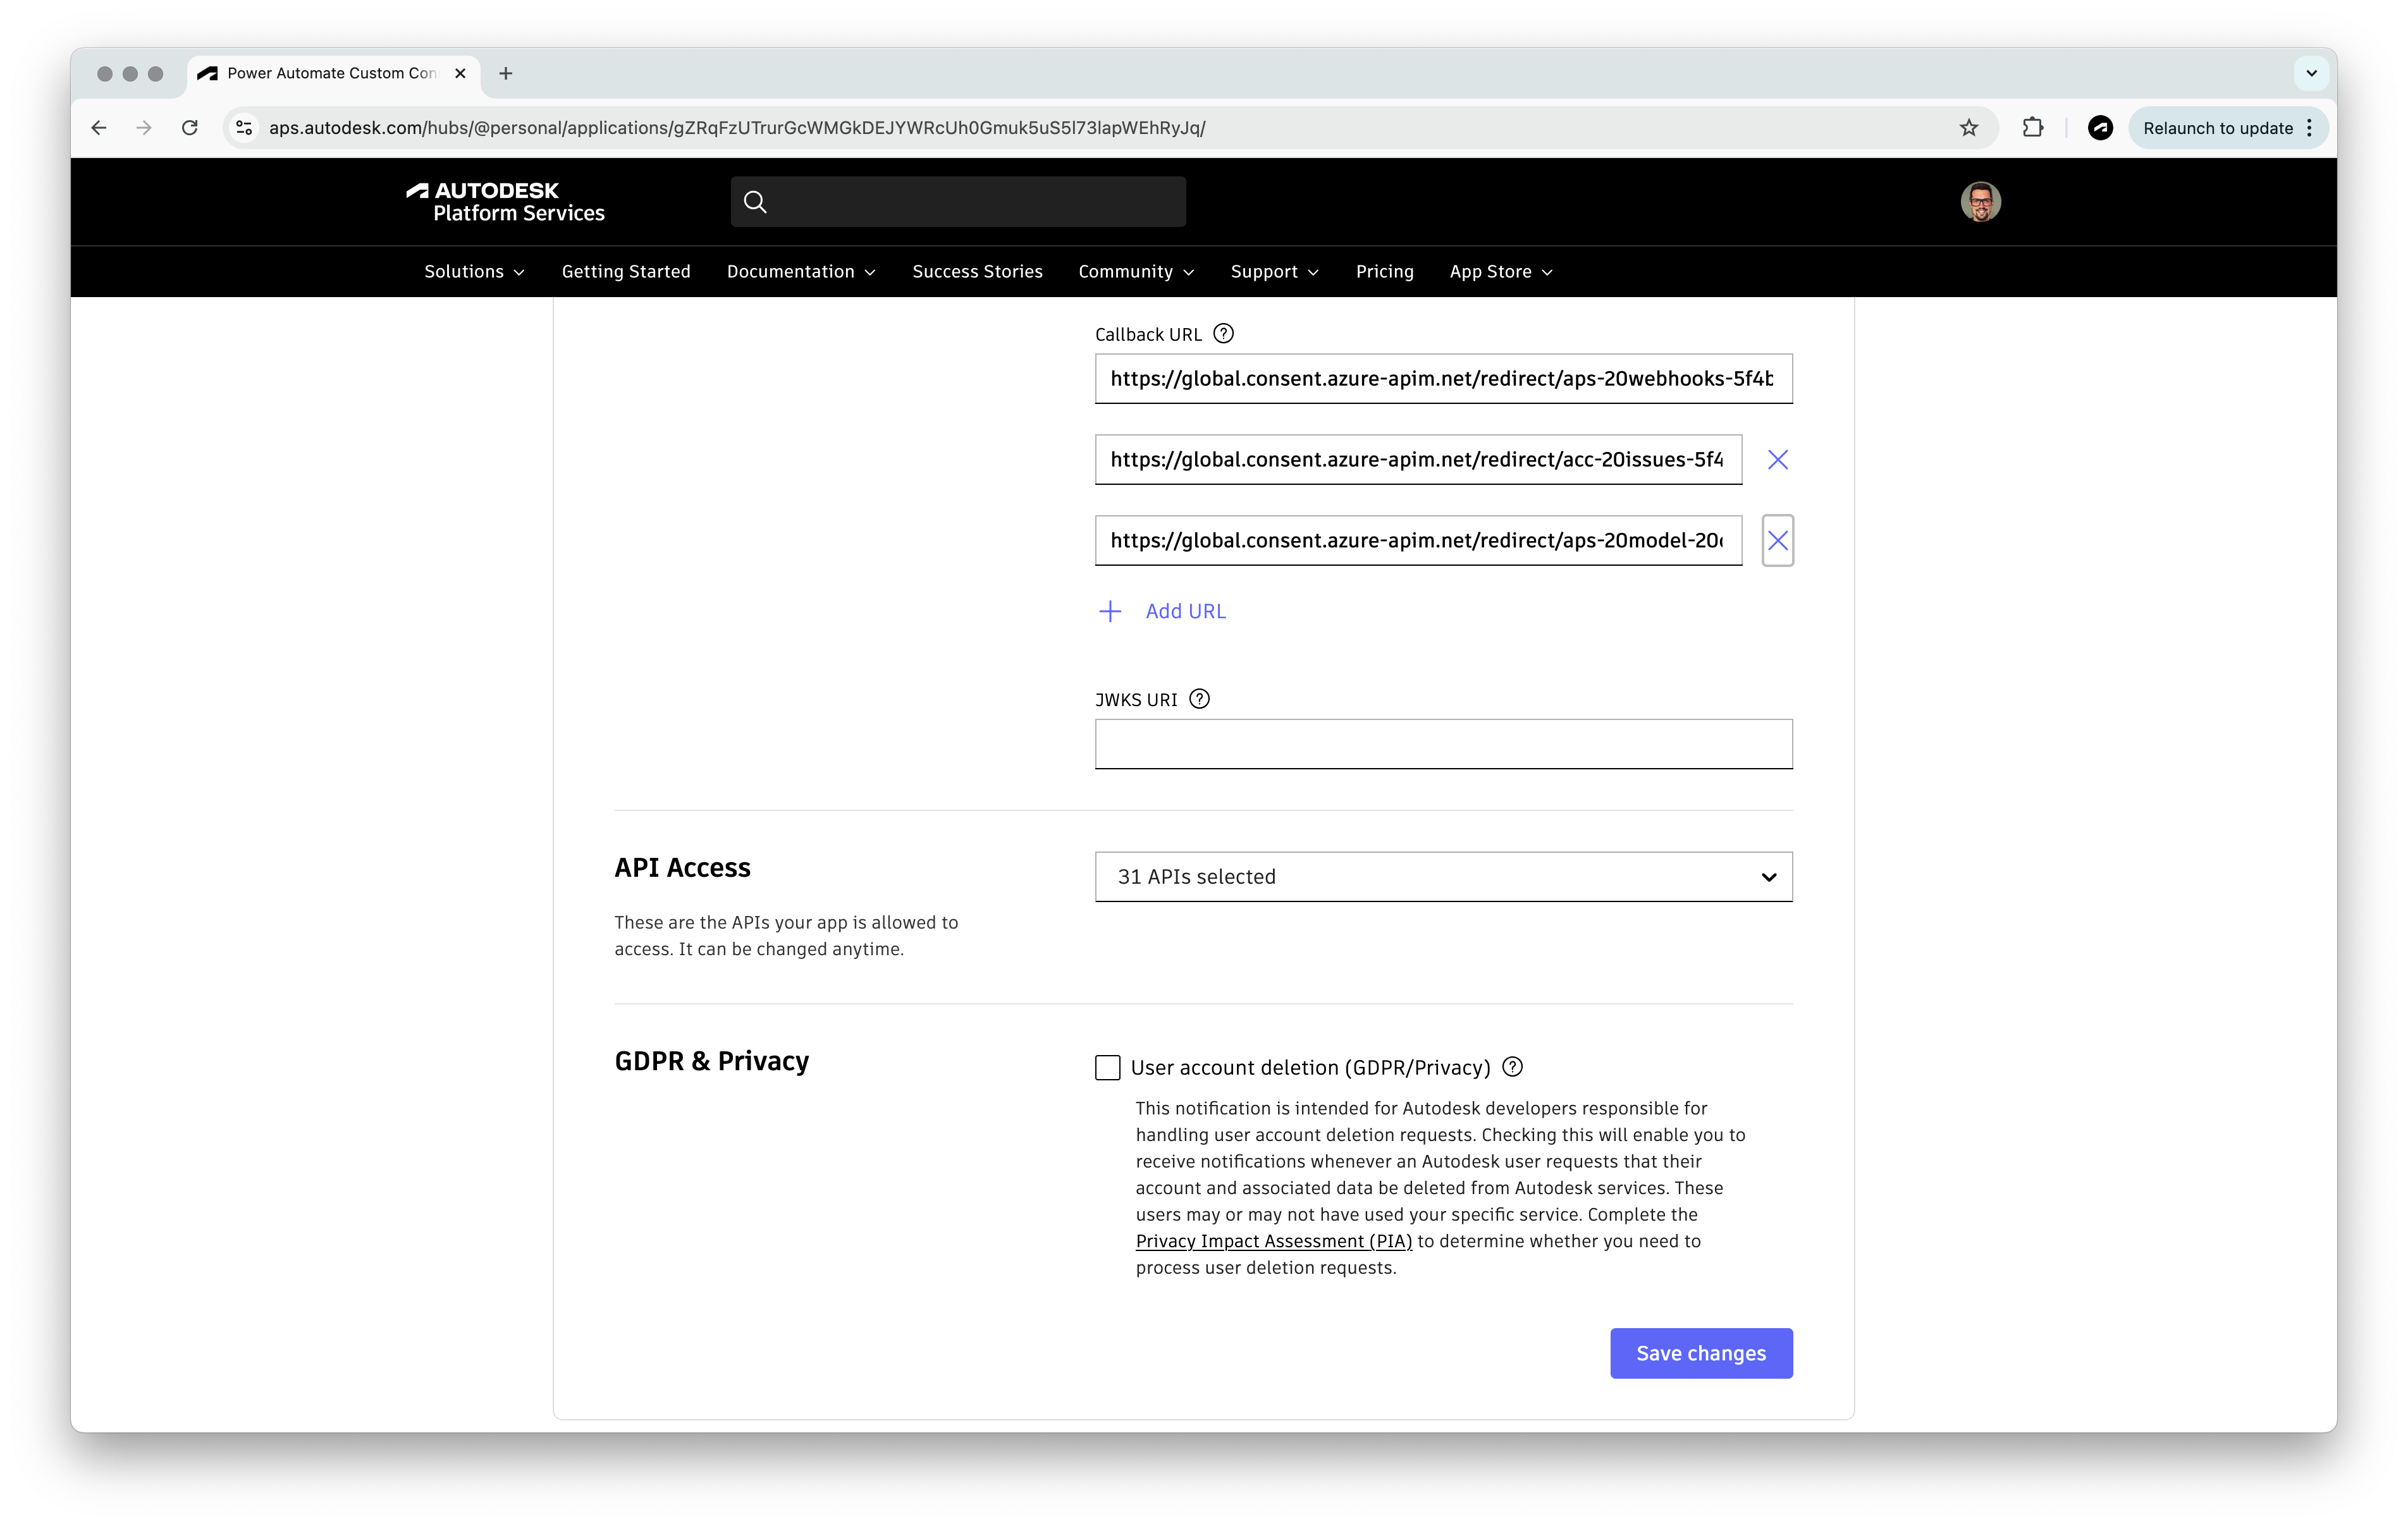 Power Automate Custom Con
aps.autodesk.com/hubs/@personal/applications/gZRqFzUTrurGcWMGkDEJYWRcUh0Gmuk5uS5l73lapWEhRyJq/
Relaunch to update
AUTODESK
Platform Services
Solutions Getting Started Documentation Success Stories Community Support Pricing App Store
Callback URL ?
https://global.consent.azure-apim.net/redirect/aps-20webhooks-5f4b
https://global.consent.azure-apim.net/redirect/acc-20issues-5f4
https://global.consent.azure-apim.net/redirect/aps-20model-20
Add URL
JWKS URI ?
API Access
31 APIs selected
These are the APIs your app is allowed to
access. It can be changed anytime.
GDPR & Privacy
User account deletion (GDPR/Privacy) ?
This notification is intended for Autodesk developers responsible for
handling user account deletion requests. Checking this will enable you to
receive notifications whenever an Autodesk user requests that their
account and associated data be deleted from Autodesk services. These
users may or may not have used your specific service. Complete the
Privacy Impact Assessment (PIA) to determine whether you need to
process user deletion requests.
Save changes